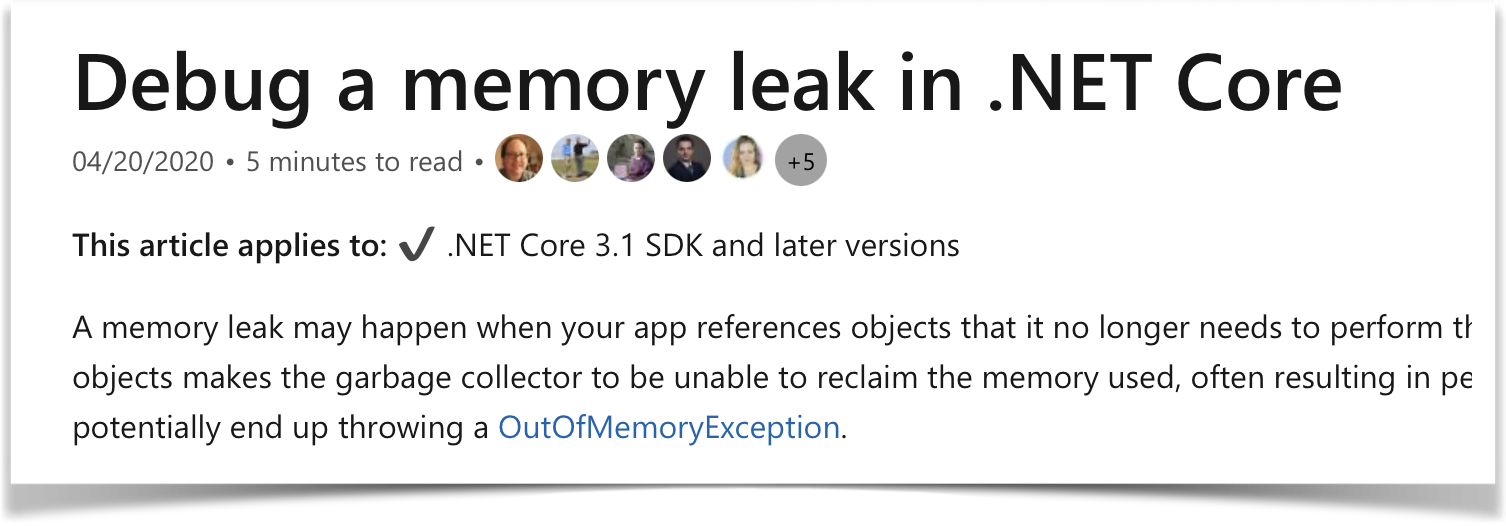 Debug a memory leak in .NET Core
04/20/2020 • 5 minutes to read • +5
This article applies to: ✔ .NET Core 3.1 SDK and later versions
A memory leak may happen when your app references objects that it no longer needs to perform
objects makes the garbage collector to be unable to reclaim the memory used, often resulting in
potentially end up throwing a OutOfMemoryException.